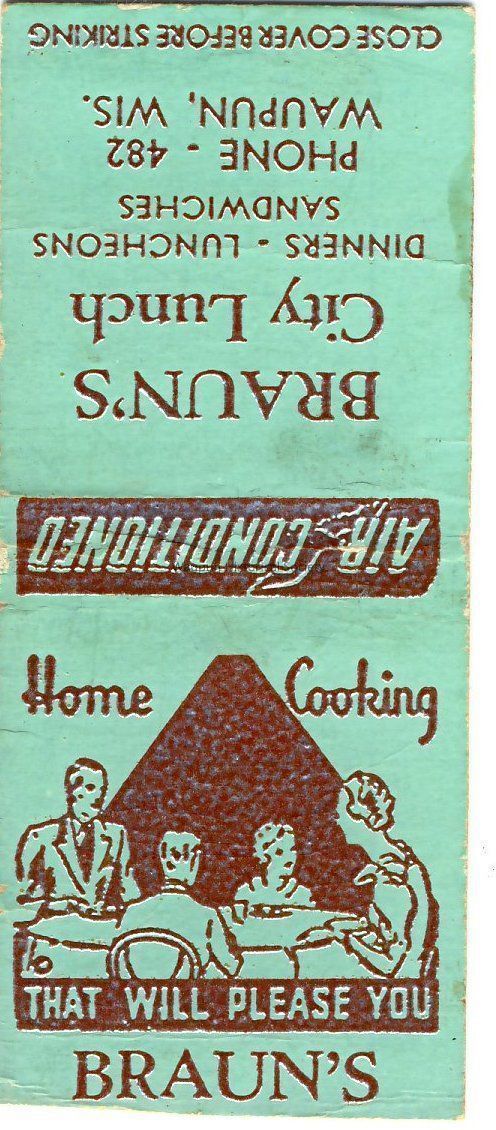 CLOSE COVER BEFORE STRIKING
WAUPUN, WIS.
PHONE - 482
SANDWICHES
DINNERS - LUNCHEONS
City Lunch
BRAUN'S
AIR CONDITIONED
Home Cooking
THAT WILL PLEASE YOU
BRAUN'S